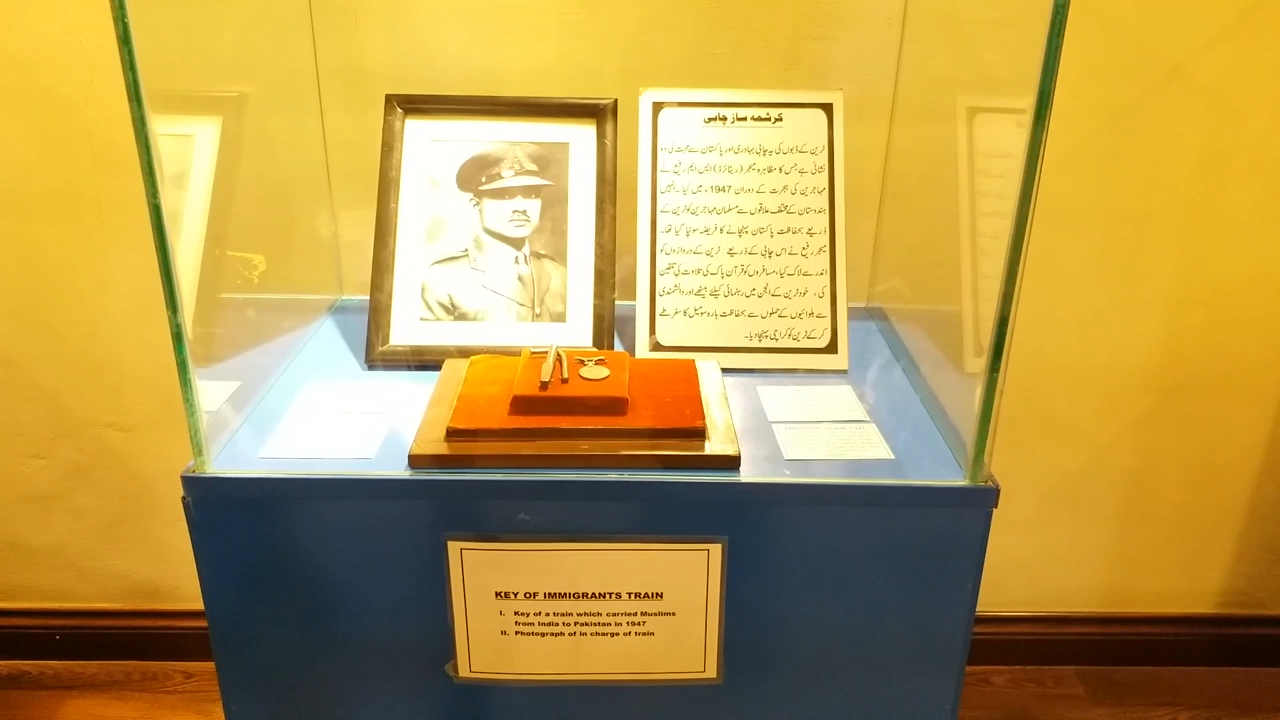 کرشمہ ساز چابی
ٹرین کے ڈبوں کی یہ چابی بہادری اور پاکستان سے محبت کی وہ
نشانی ہے جس کا مظاہرہ میجر (ریٹائرڈ) ایس ایم رفیع نے
مہاجرین کی ہجرت کے دوران 1947ء میں کیا۔ انہیں
ہندوستان کے مختلف علاقوں سے مسلمان مہاجرین کو ٹرین کے
ذریعے بحفاظت پاکستان پہنچانے کا فریضہ سونپا گیا تھا۔
میجر رفیع نے اس چابی کے ذریعے ٹرین کے دروازوں کو
اندر سے لاک کیا، مسافروں کو قرآن پاک کی تلاوت کی تلقین
کی، خود ٹرین کے انجن میں رہنمائی کیلئے بیٹھے اور دانشمندی
سے بلوائیوں کے حملوں سے بحفاظت بارہ سو میل کا سفر طے
کر کے ٹرین کو کراچی پہنچا دیا۔
KEY OF IMMIGRANTS TRAIN
I. Key of a train which carried Muslims
from India to Pakistan in 1947
II. Photograph of in charge of train